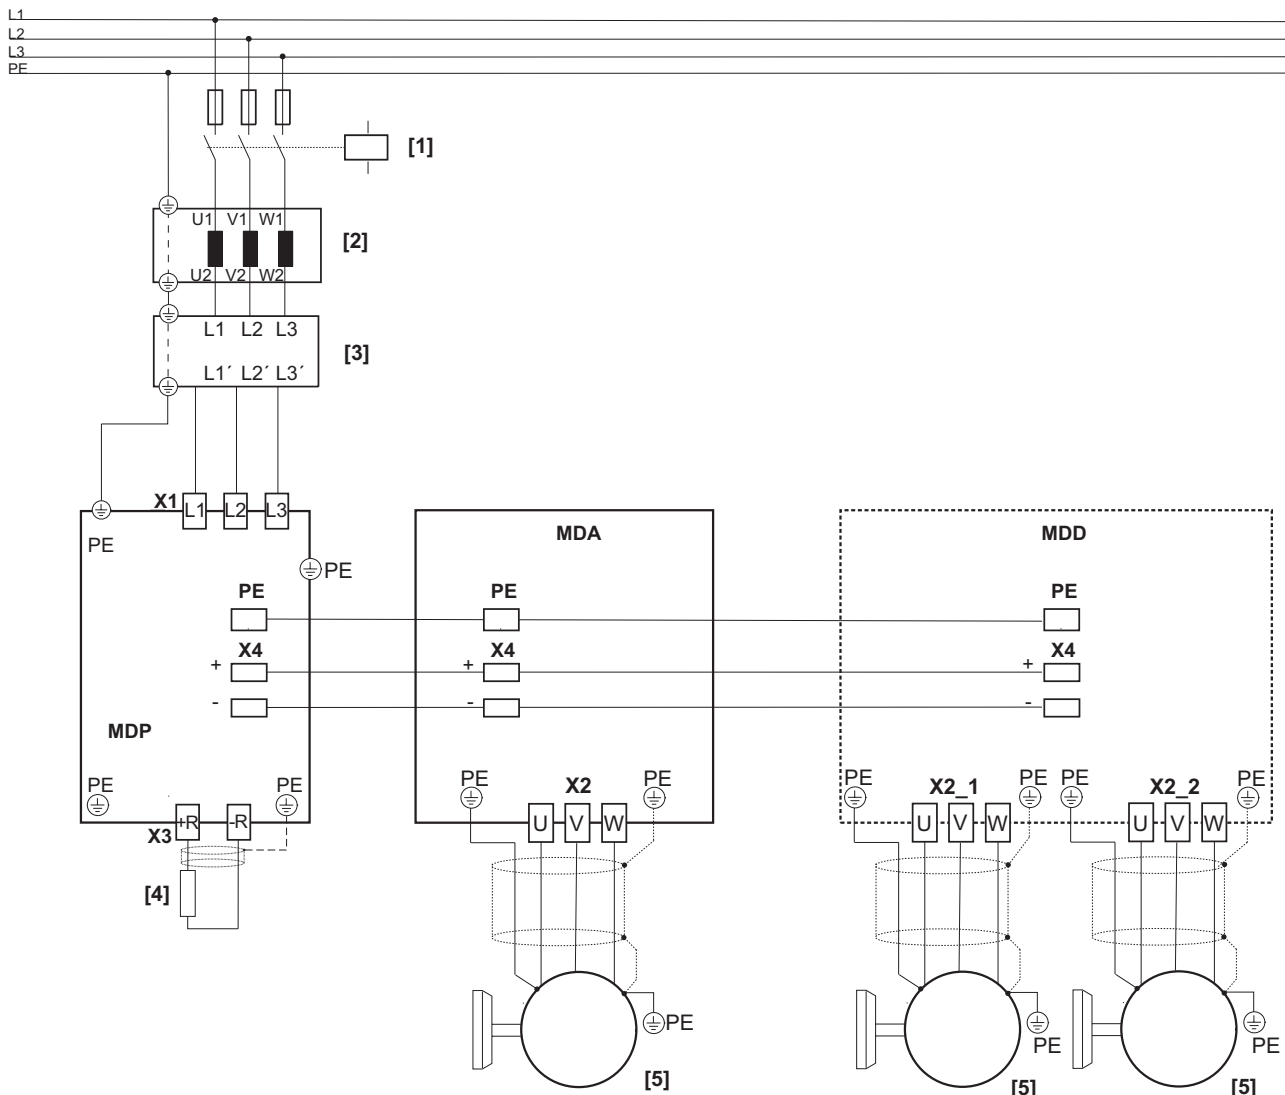 L1
L2
L3
PE
[1]
U1 V1 W1
[2]
U2 V2 W2
L1 L2 L3
[3]
L1´ L2´ L3´
X1 L1 L2 L3
PE
PE
MDA
MDD
PE
PE
PE
+ X4
+ X4
+ X4
-
-
-
MDP
PE
PE
X3 +R -R
[4]
PE X2 PE
U V W
PE X2_1 PE
U V W
PE X2_2 PE
U V W
PE
[5]
PE
[5]
PE
[5]